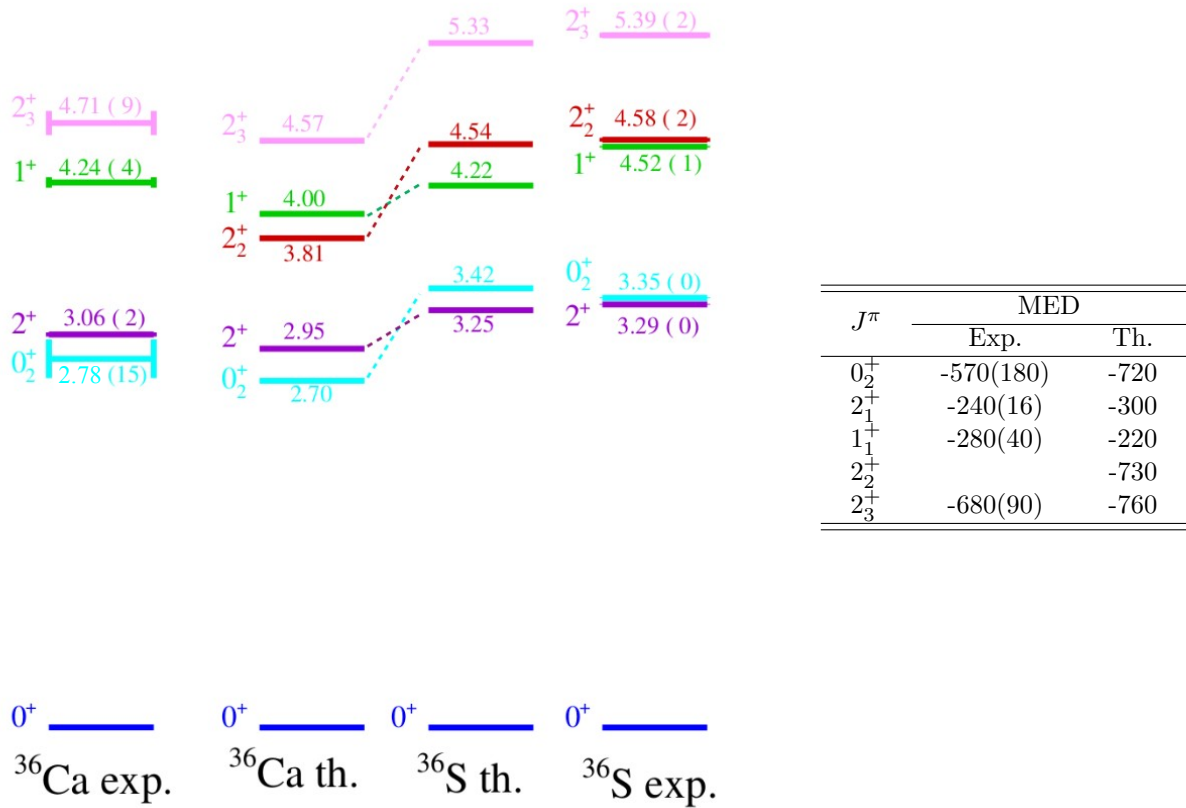 5.33
2₃⁺ 5.39 ( 2)
2₃⁺ 4.71 ( 9)
2₃⁺ 4.57
4.54
2₂⁺ 4.58 ( 2)
1⁺ 4.52 ( 1)
1⁺ 4.24 ( 4)
4.22
1⁺ 4.00
2₂⁺ 3.81
3.42
0₂⁺ 3.35 ( 0)
2⁺ 3.29 ( 0)
3.25
2⁺ 3.06 ( 2)
0₂⁺ 2.78 (15)
2⁺ 2.95
0₂⁺ 2.70
0⁺ 0⁺ 0⁺ 0⁺
³⁶Ca exp. ³⁶Ca th. ³⁶S th. ³⁶S exp.
J^π MED
Exp. Th.
0₂⁺ -570(180) -720
2₁⁺ -240(16) -300
1₁⁺ -280(40) -220
2₂⁺ -730
2₃⁺ -680(90) -760